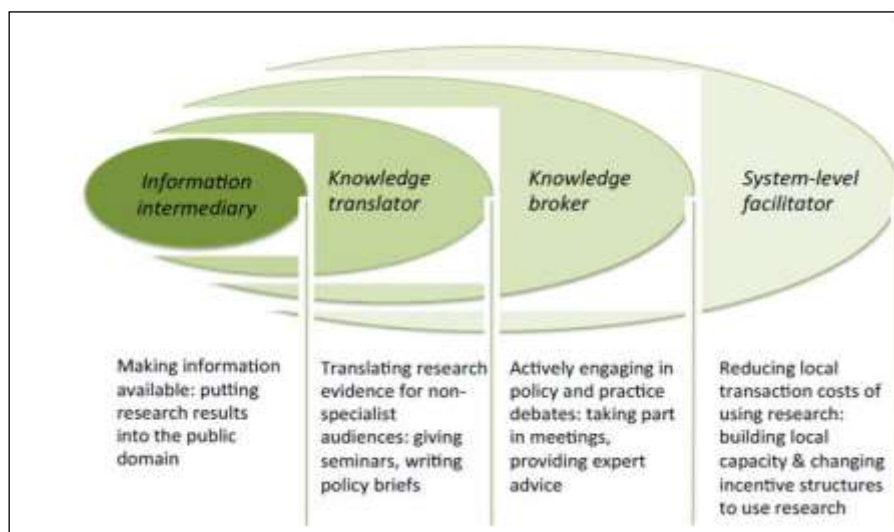 Information
intermediary
Knowledge
translator
Knowledge
broker
System-level
facilitator
Making information
available: putting
research results
into the public
domain
Translating research
evidence for non-
specialist
audiences: giving
seminars, writing
policy briefs
Actively engaging in
policy and practice
debates: taking part
in meetings,
providing expert
advice
Reducing local
transaction costs of
using research:
building local
capacity & changing
incentive structures
to use research